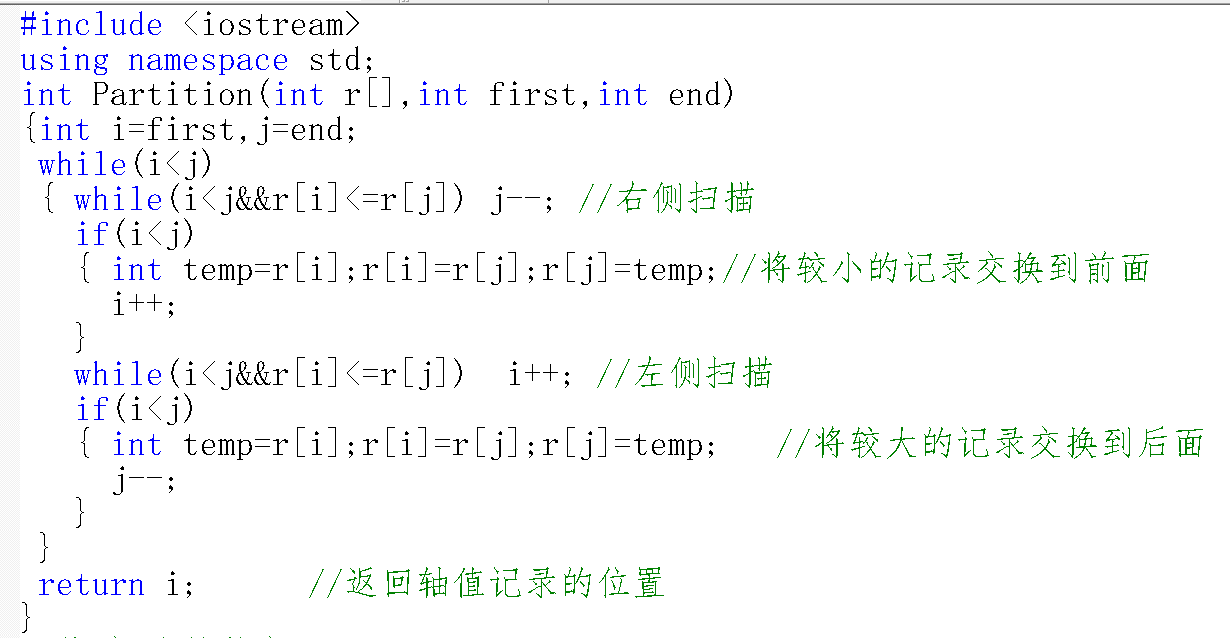 #include <iostream>
using namespace std;
int Partition(int r[],int first,int end)
{int i=first,j=end;
while(i<j)
{ while(i<j&&r[i]<=r[j]) j--; //右侧扫描
if(i<j)
{ int temp=r[i];r[i]=r[j];r[j]=temp;//将较小的记录交换到前面
i++;
}
while(i<j&&r[i]<=r[j])  i++; //左侧扫描
if(i<j)
{ int temp=r[i];r[i]=r[j];r[j]=temp;   //将较大的记录交换到后面
j--;
}
}
return i;      //返回轴值记录的位置
}